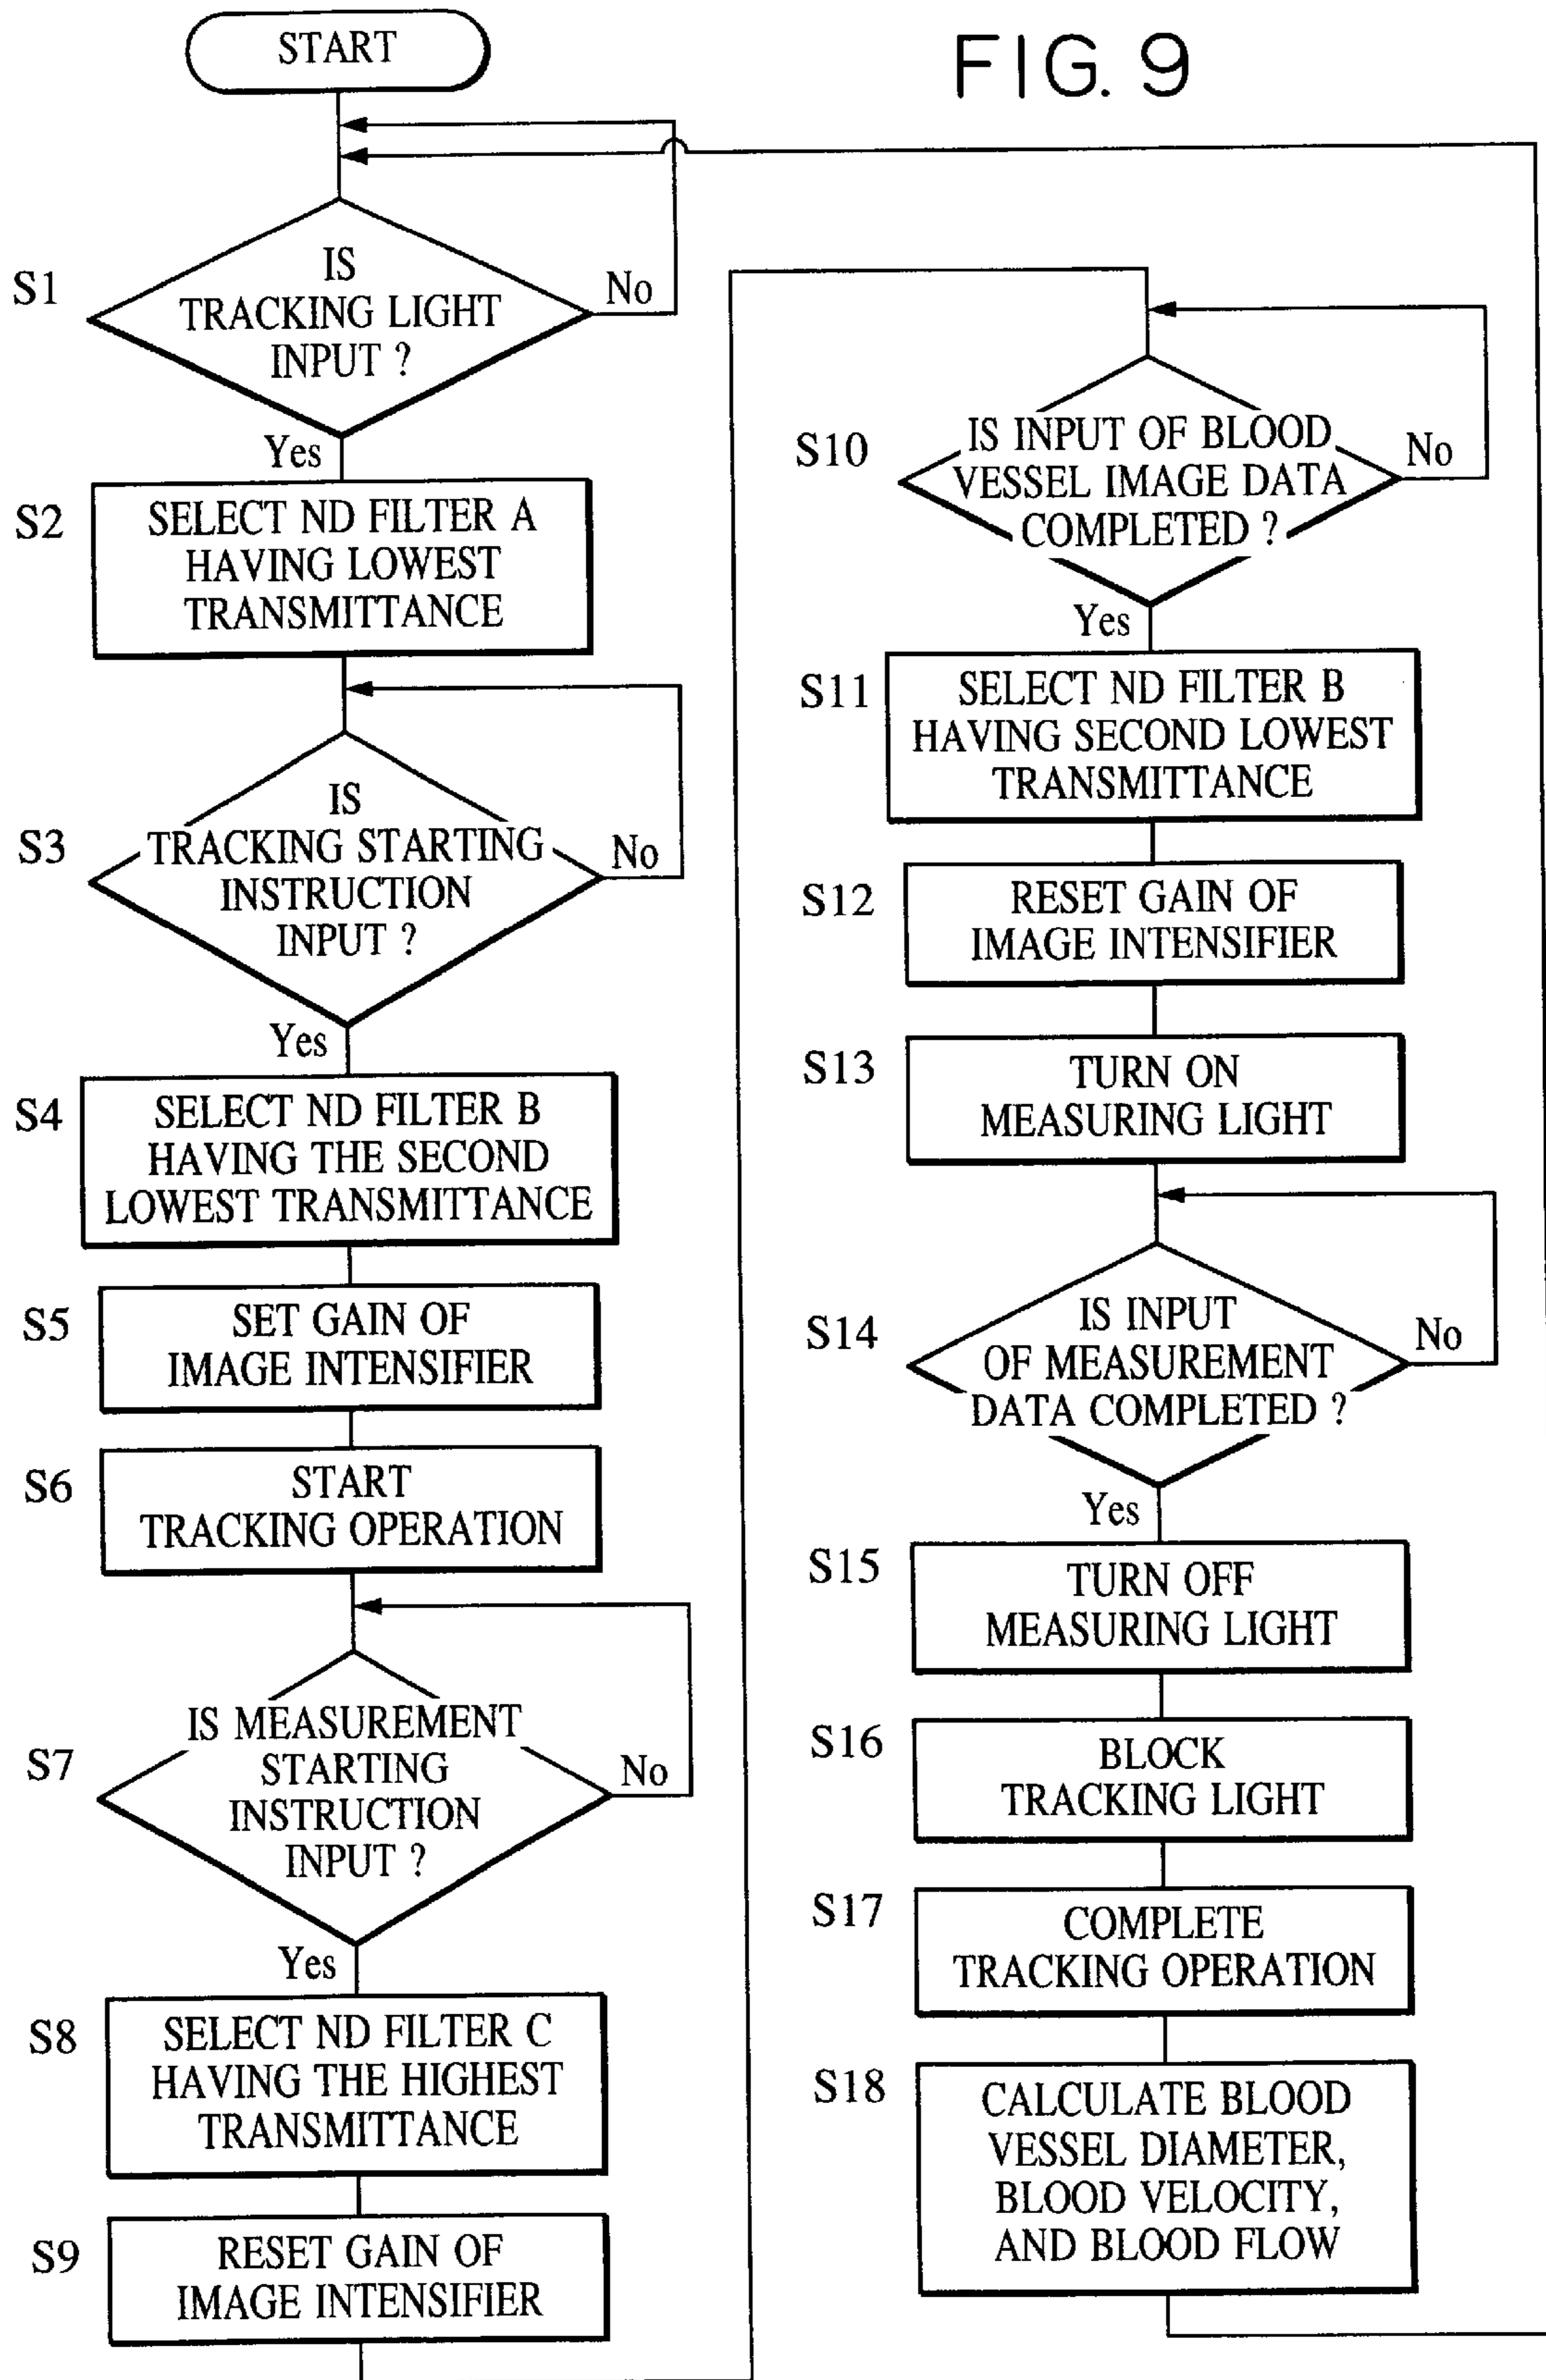 FIG. 9
START
S1
IS
TRACKING LIGHT
INPUT ?
No
Yes
S2
SELECT ND FILTER A
HAVING LOWEST
TRANSMITTANCE
S3
IS
TRACKING STARTING
INSTRUCTION
INPUT ?
No
Yes
S4
SELECT ND FILTER B
HAVING THE SECOND
LOWEST TRANSMITTANCE
S5
SET GAIN OF
IMAGE INTENSIFIER
S6
START
TRACKING OPERATION
S7
IS MEASUREMENT
STARTING
INSTRUCTION
INPUT ?
No
Yes
S8
SELECT ND FILTER C
HAVING THE HIGHEST
TRANSMITTANCE
S9
RESET GAIN OF
IMAGE INTENSIFIER
S10
IS INPUT OF BLOOD
VESSEL IMAGE DATA
COMPLETED ?
No
Yes
S11
SELECT ND FILTER B
HAVING SECOND LOWEST
TRANSMITTANCE
S12
RESET GAIN OF
IMAGE INTENSIFIER
S13
TURN ON
MEASURING LIGHT
S14
IS INPUT
OF MEASUREMENT
DATA COMPLETED ?
No
Yes
S15
TURN OFF
MEASURING LIGHT
S16
BLOCK
TRACKING LIGHT
S17
COMPLETE
TRACKING OPERATION
S18
CALCULATE BLOOD
VESSEL DIAMETER,
BLOOD VELOCITY,
AND BLOOD FLOW